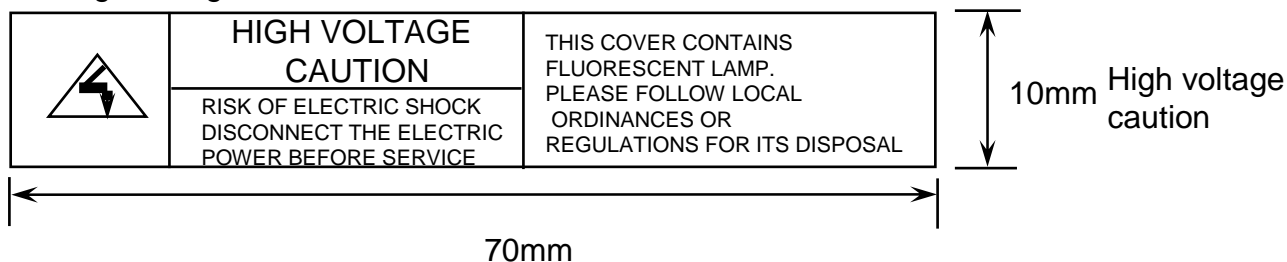 HIGH VOLTAGE
CAUTION
RISK OF ELECTRIC SHOCK
DISCONNECT THE ELECTRIC
POWER BEFORE SERVICE
THIS COVER CONTAINS
FLUORESCENT LAMP.
PLEASE FOLLOW LOCAL
ORDINANCES OR
REGULATIONS FOR ITS DISPOSAL
10mm
High voltage
caution
70mm